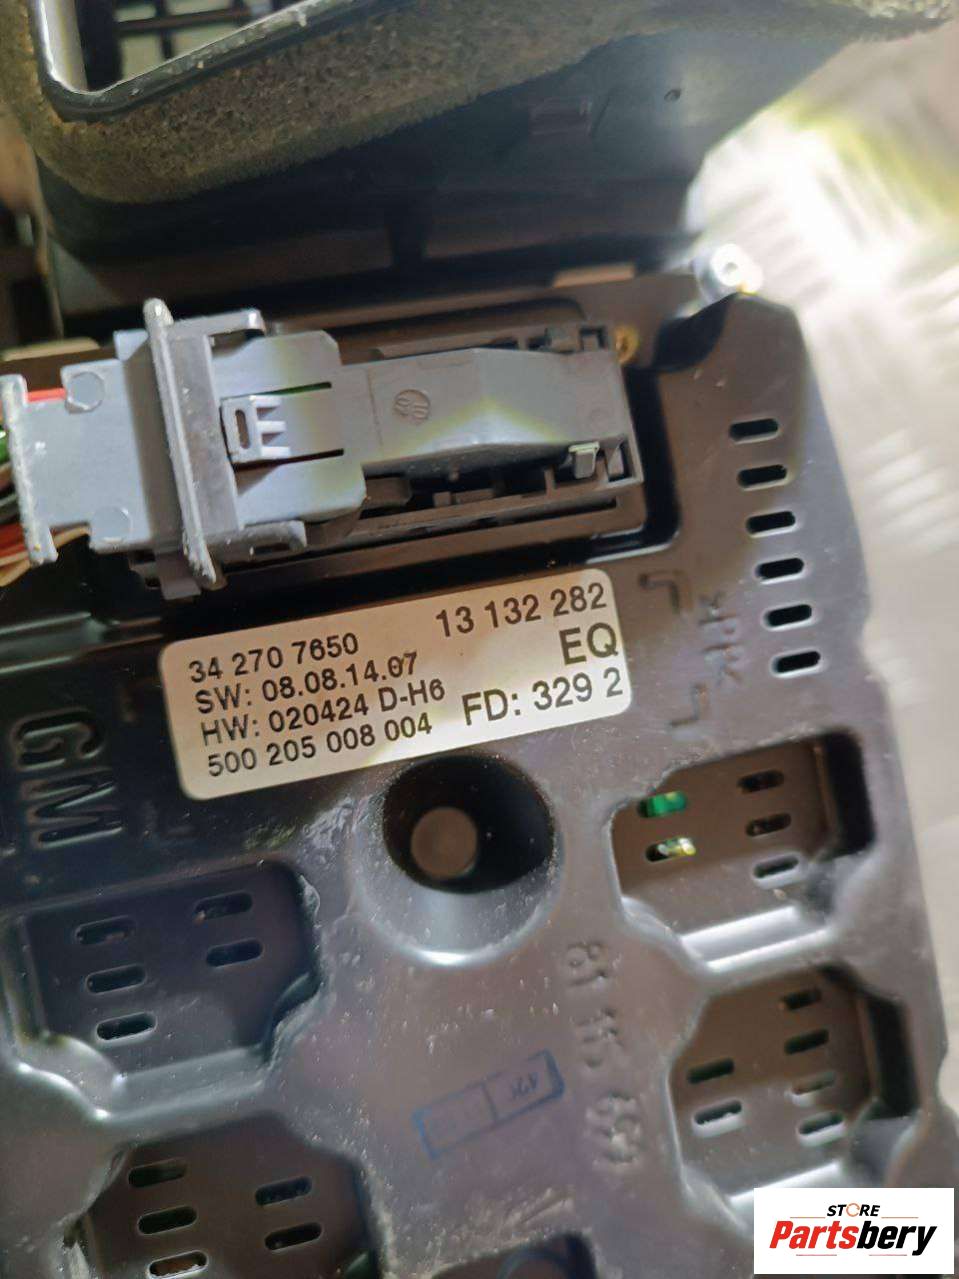 34 270 7650
13 132 282
SW: 08.08.14.07
EQ
HW: 020424 D-H6
FD: 329 2
500 205 008 004
GM
STORE
Partsbery